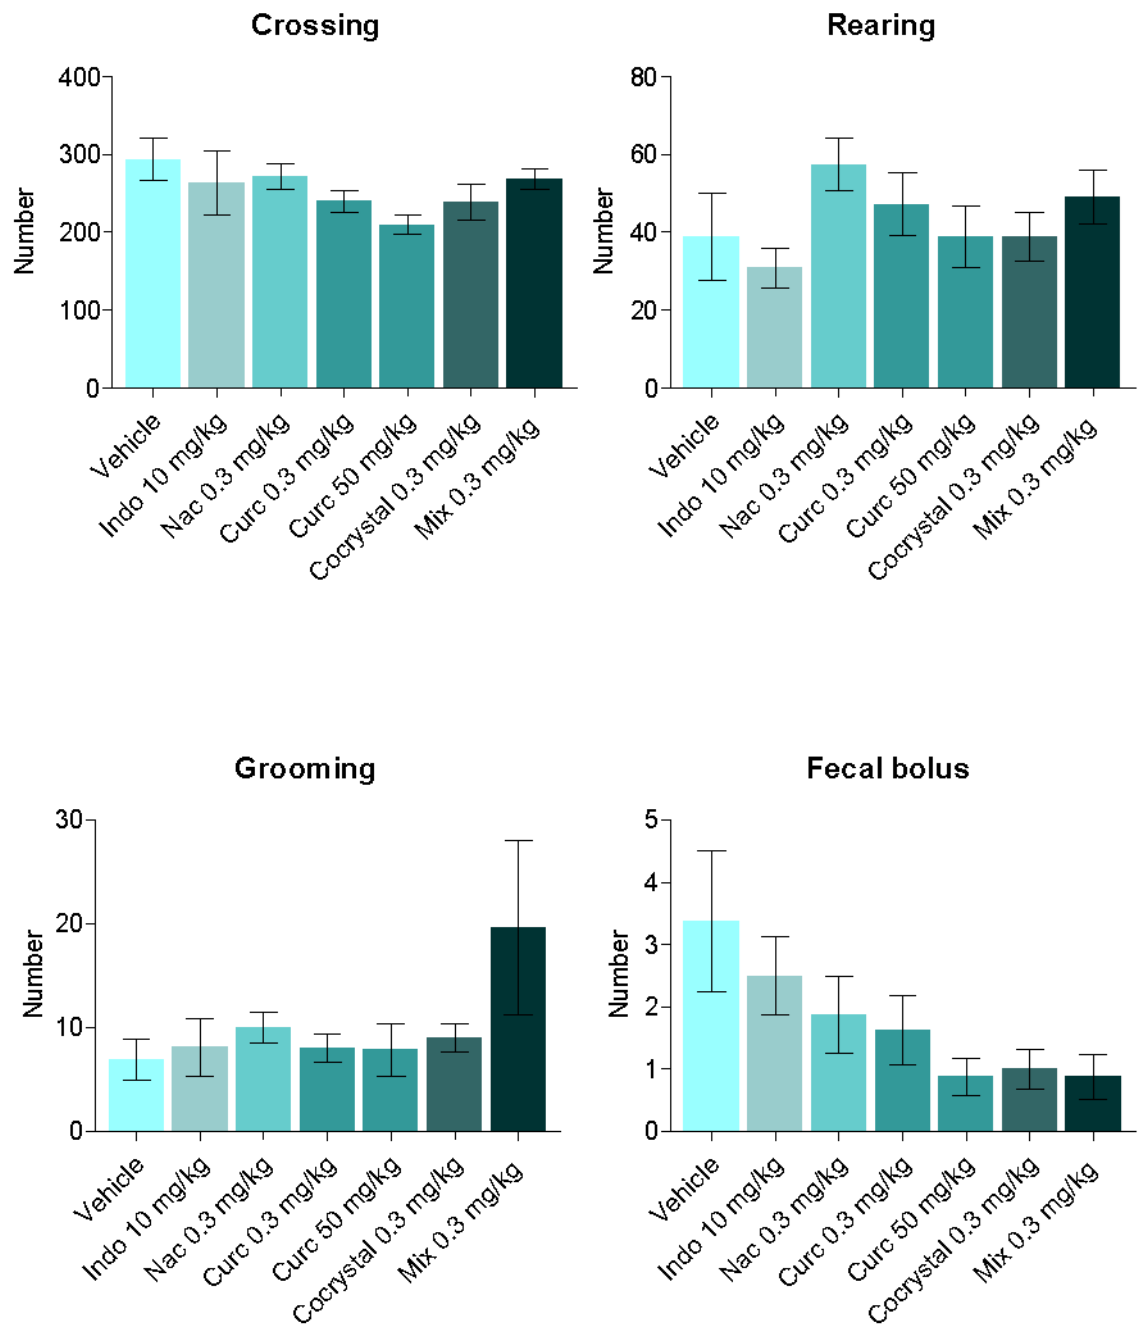 Crossing
Number
400
300
200
100
0
Vehicle
Indo 10 mg/kg
Nac 0.3 mg/kg
Curc 0.3 mg/kg
Curc 50 mg/kg
Cocrystal 0.3 mg/kg
Mix 0.3 mg/kg
Rearing
Number
80
60
40
20
0
Vehicle
Indo 10 mg/kg
Nac 0.3 mg/kg
Curc 0.3 mg/kg
Curc 50 mg/kg
Cocrystal 0.3 mg/kg
Mix 0.3 mg/kg
Grooming
Number
30
20
10
0
Vehicle
Indo 10 mg/kg
Nac 0.3 mg/kg
Curc 0.3 mg/kg
Curc 50 mg/kg
Cocrystal 0.3 mg/kg
Mix 0.3 mg/kg
Fecal bolus
Number
5
4
3
2
1
0
Vehicle
Indo 10 mg/kg
Nac 0.3 mg/kg
Curc 0.3 mg/kg
Curc 50 mg/kg
Cocrystal 0.3 mg/kg
Mix 0.3 mg/kg